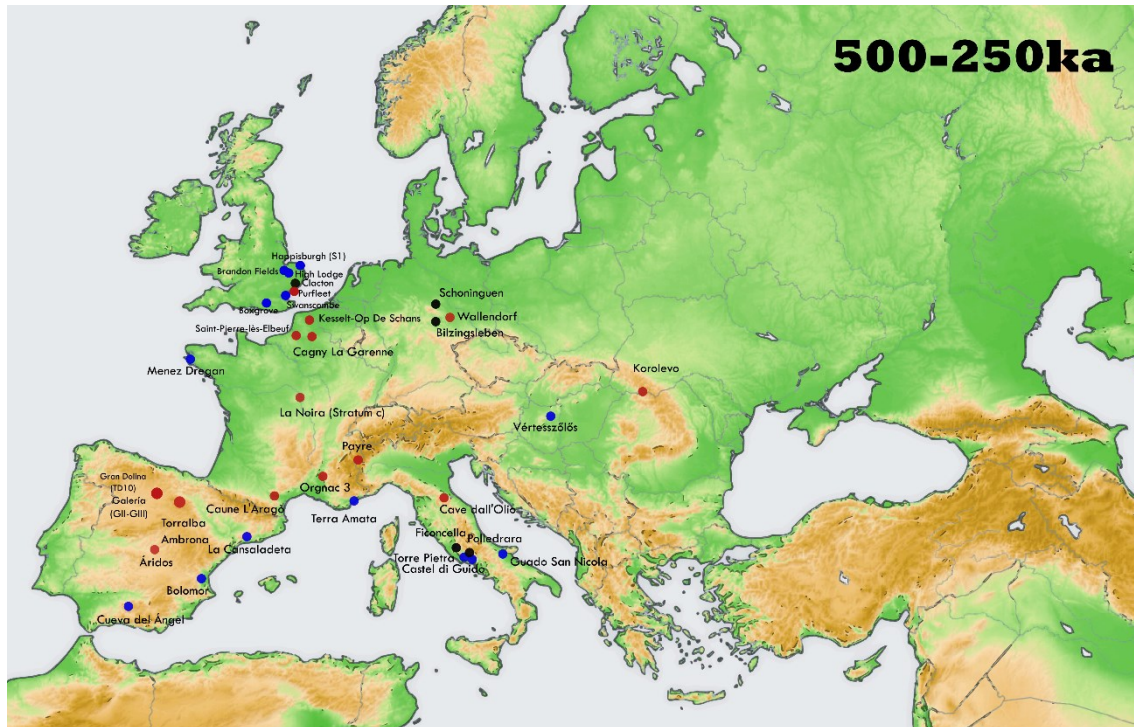 500-250ka
Happisburgh (S1)
Brandon Fields
High Lodge
Clacton
Purfleet
Swanscombe
Boxgrove
Schoninguen
Kesselt-Op De Schans
Wallendorf
Saint-Pierre-lès-Elbeuf
Bilzingsleben
Cagny La Garenne
Menez Dregan
Korolevo
La Noira (Stratum c)
Vértesszőlős
Payre
Gran Dolina
(TD10)
Galería
(GII-GIII)
Orgnac 3
Caune L'Aragò
Cave dall'Olio
Terra Amata
Torralba
Ambrona
Ficoncella
Polledrara
La Cansaladeta
Áridos
Torre Pietra
Guado San Nicola
Castel di Guido
Bolomor
Cueva del Ángel